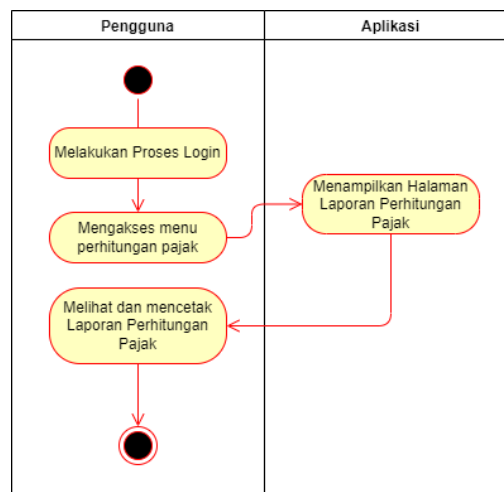 Pengguna
Aplikasi
Melakukan Proses Login
Mengakses menu
perhitungan pajak
Menampilkan Halaman
Laporan Perhitungan
Pajak
Melihat dan mencetak
Laporan Perhitungan
Pajak